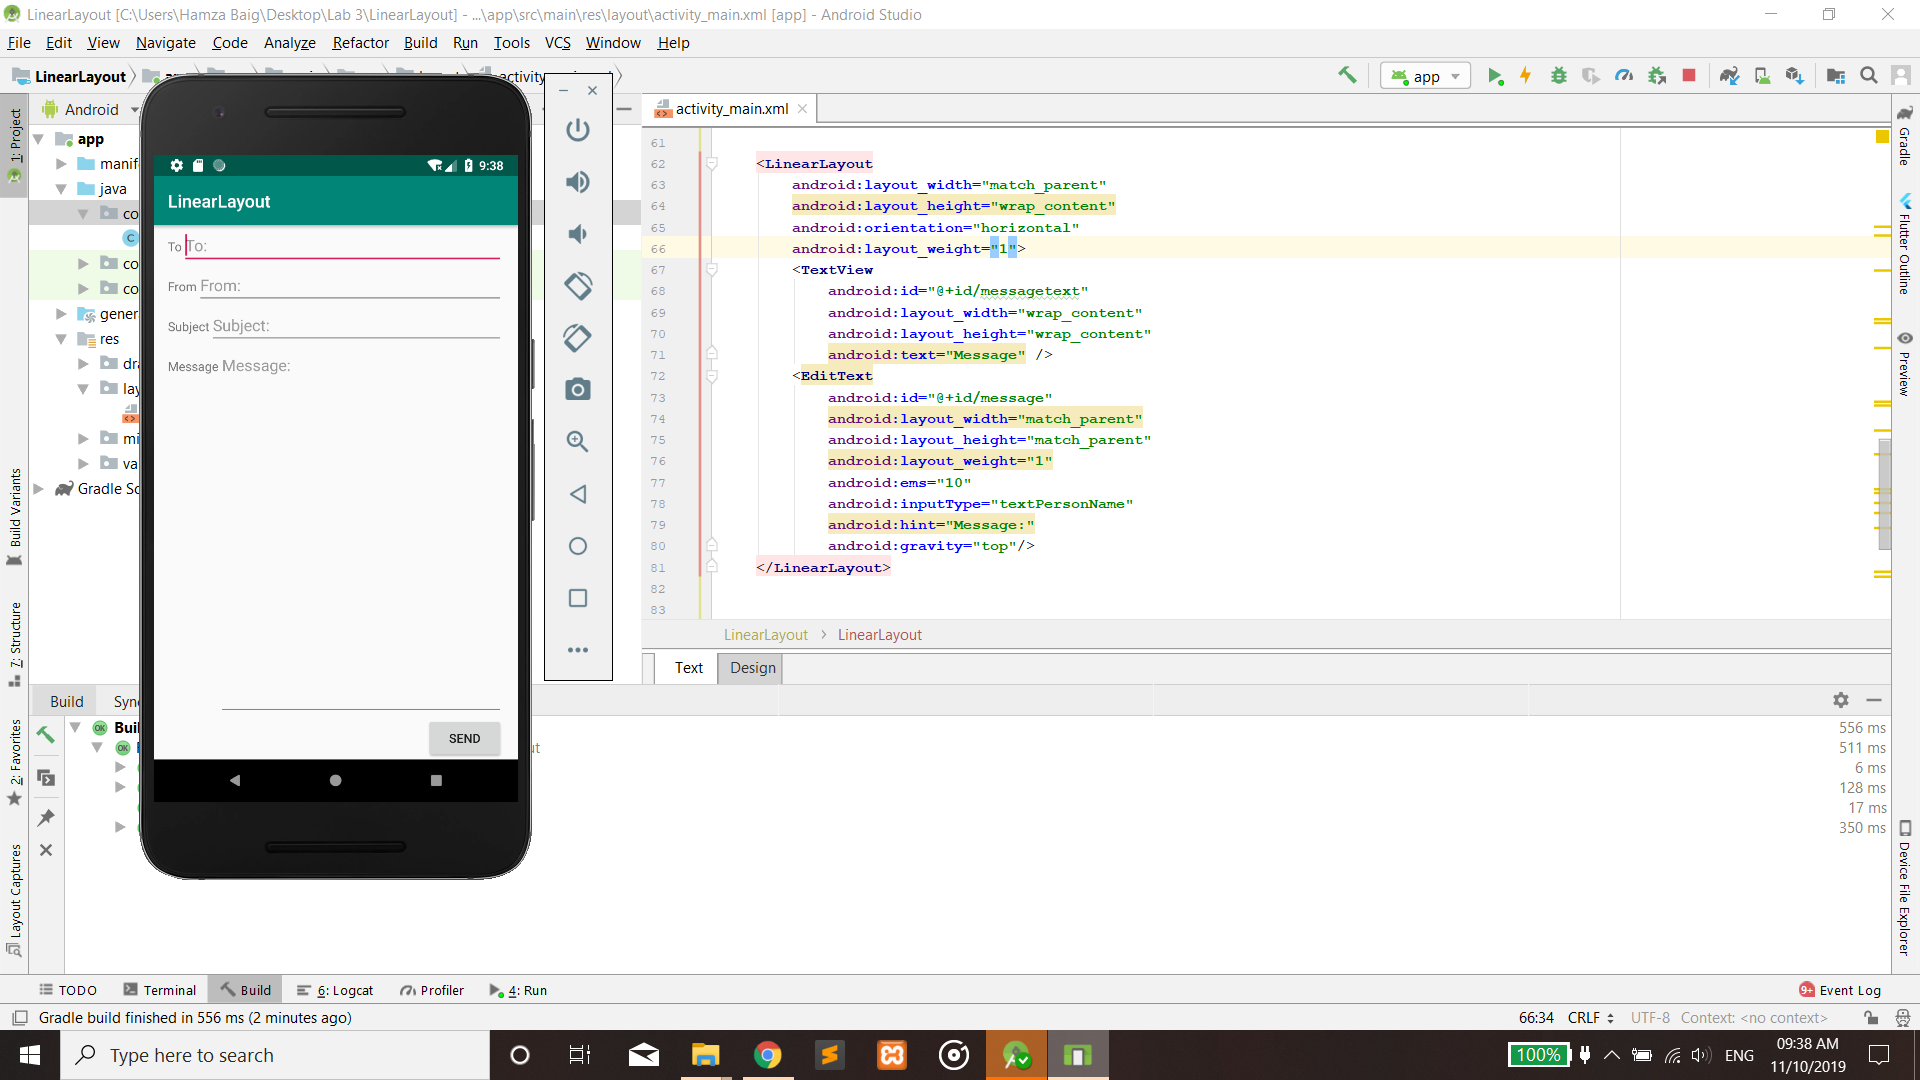 LinearLayout [C:\Users\Hamza Baig\Desktop\Lab 3\LinearLayout] - ...\app\src\main\res\layout\activity_main.xml [app] - Android Studio
File Edit View Navigate Code Analyze Refactor Build Run Tools VCS Window Help
LinearLayout
app
Android
activity_main.xml
1: Project
Build Variants
7: Structure
2: Favorites
Layout Captures
app
manif
java
co
co
co
gener
res
dra
lay
mi
va
Gradle Sc
9:38
LinearLayout
To To:
From From:
Subject Subject:
Message Message:
SEND
61
62 <LinearLayout
63 android:layout_width="match_parent"
64 android:layout_height="wrap_content"
65 android:orientation="horizontal"
66 android:layout_weight="1">
67 <TextView
68 android:id="@+id/messagetext"
69 android:layout_width="wrap_content"
70 android:layout_height="wrap_content"
71 android:text="Message" />
72 <EditText
73 android:id="@+id/message"
74 android:layout_width="match_parent"
75 android:layout_height="match_parent"
76 android:layout_weight="1"
77 android:ems="10"
78 android:inputType="textPersonName"
79 android:hint="Message:"
80 android:gravity="top"/>
81 </LinearLayout>
82
83
LinearLayout › LinearLayout
Text Design
Gradle
Flutter Outline
Preview
Device File Explorer
Build Sync
Buil
ut
556 ms
511 ms
6 ms
128 ms
17 ms
350 ms
TODO Terminal Build 6: Logcat Profiler 4: Run
9+ Event Log
Gradle build finished in 556 ms (2 minutes ago)
66:34 CRLF UTF-8 Context: <no context>
Type here to search
100%
ENG
09:38 AM
11/10/2019